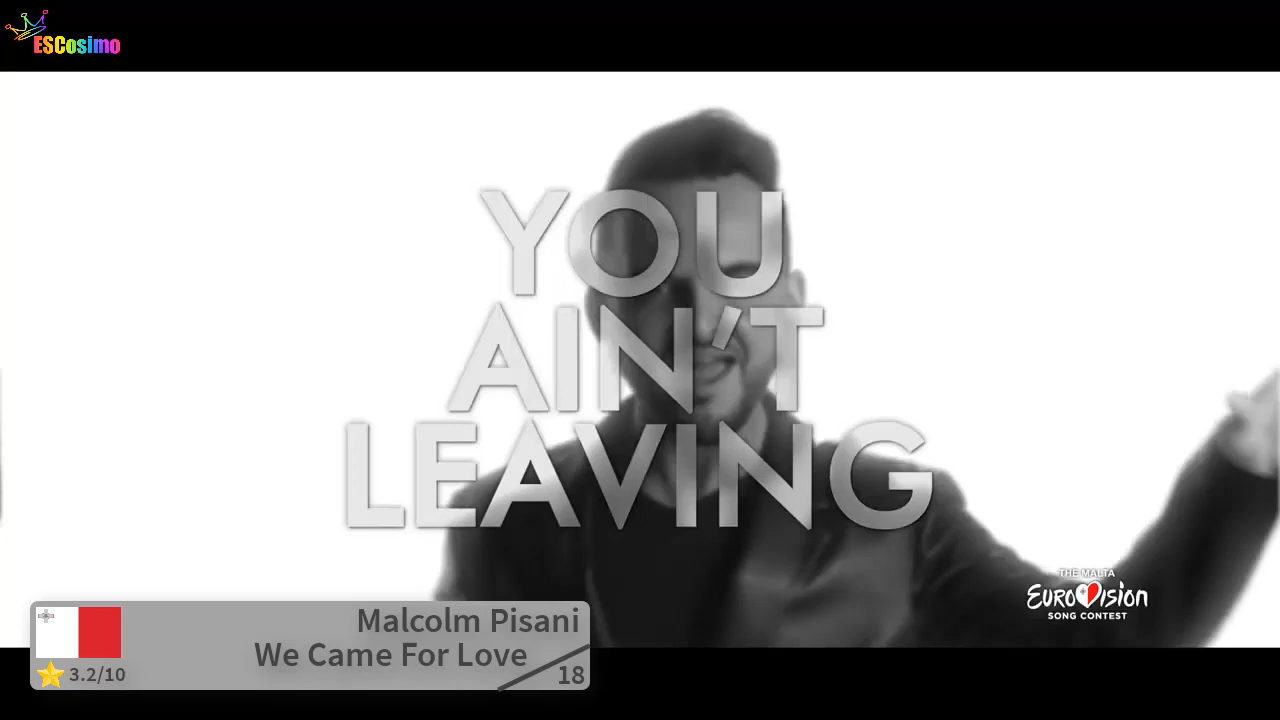 ESCosimo
YOU
AIN'T
LEAVING
THE MALTA
EUROVISION
SONG CONTEST
Malcolm Pisani
We Came For Love
3.2/10
18